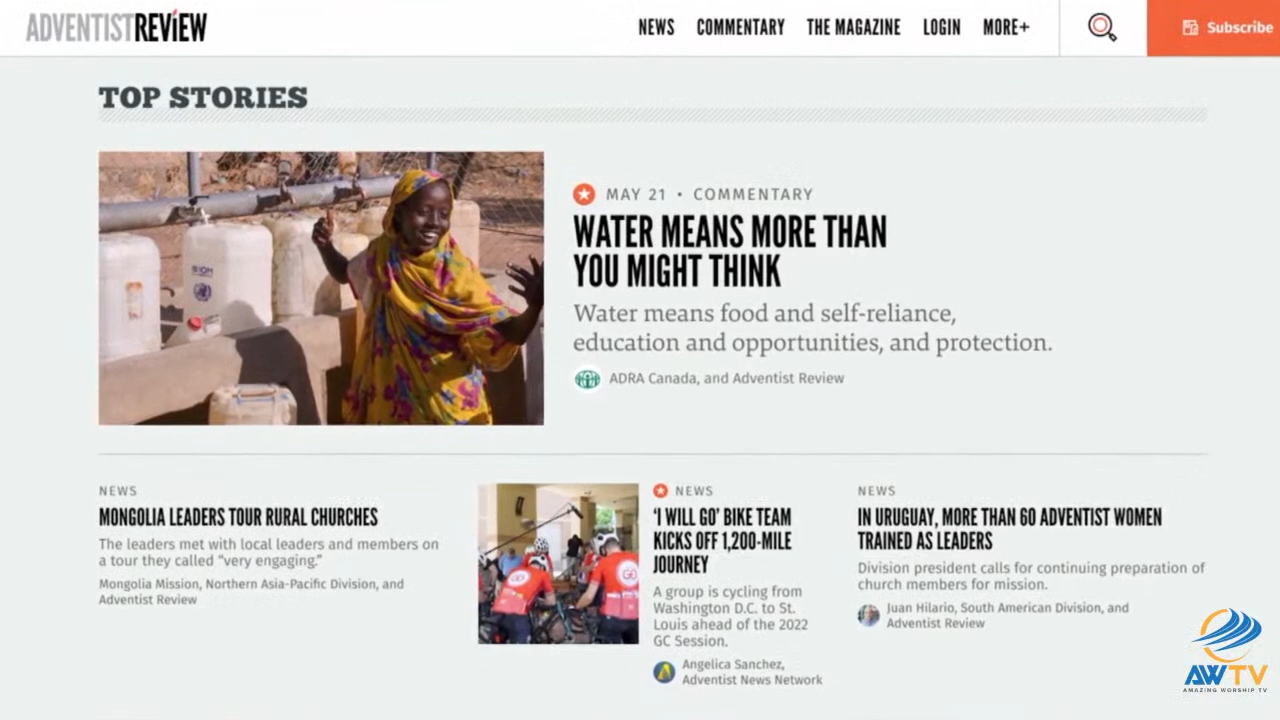 ADVENTISTREVIEW
NEWS COMMENTARY THE MAGAZINE LOGIN MORE+
Subscribe
TOP STORIES
IOM
MAY 21 • COMMENTARY
WATER MEANS MORE THAN
YOU MIGHT THINK
Water means food and self-reliance,
education and opportunities, and protection.
ADRA Canada, and Adventist Review
NEWS
MONGOLIA LEADERS TOUR RURAL CHURCHES
The leaders met with local leaders and members on
a tour they called “very engaging.”
Mongolia Mission, Northern Asia-Pacific Division, and
Adventist Review
GO
NEWS
‘I WILL GO’ BIKE TEAM
KICKS OFF 1,200-MILE
JOURNEY
A group is cycling from
Washington D.C. to St.
Louis ahead of the 2022
GC Session.
Angelica Sanchez,
Adventist News Network
NEWS
IN URUGUAY, MORE THAN 60 ADVENTIST WOMEN
TRAINED AS LEADERS
Division president calls for continuing preparation of
church members for mission.
Juan Hilario, South American Division, and
Adventist Review
AWTV
AMAZING WORSHIP TV